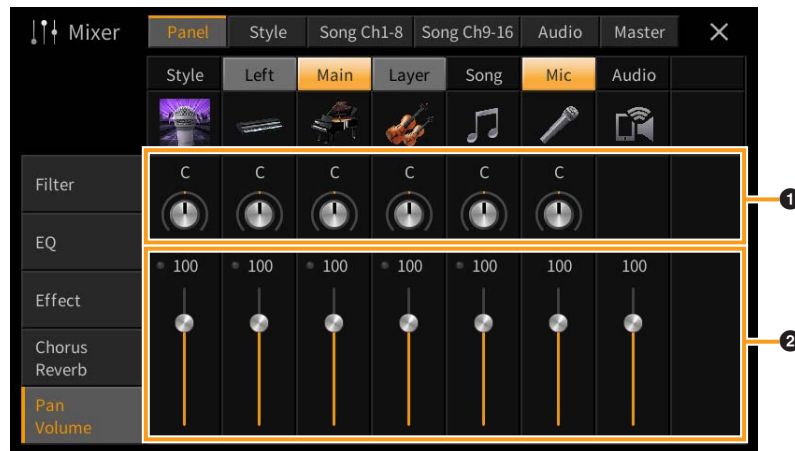 Mixer
Panel Style Song Ch1-8 Song Ch9-16 Audio Master
Style Left Main Layer Song Mic Audio
Filter
C C C C C C
1
EQ
100 100 100 100 100 100 100
Effect
Chorus
Reverb
2
Pan
Volume